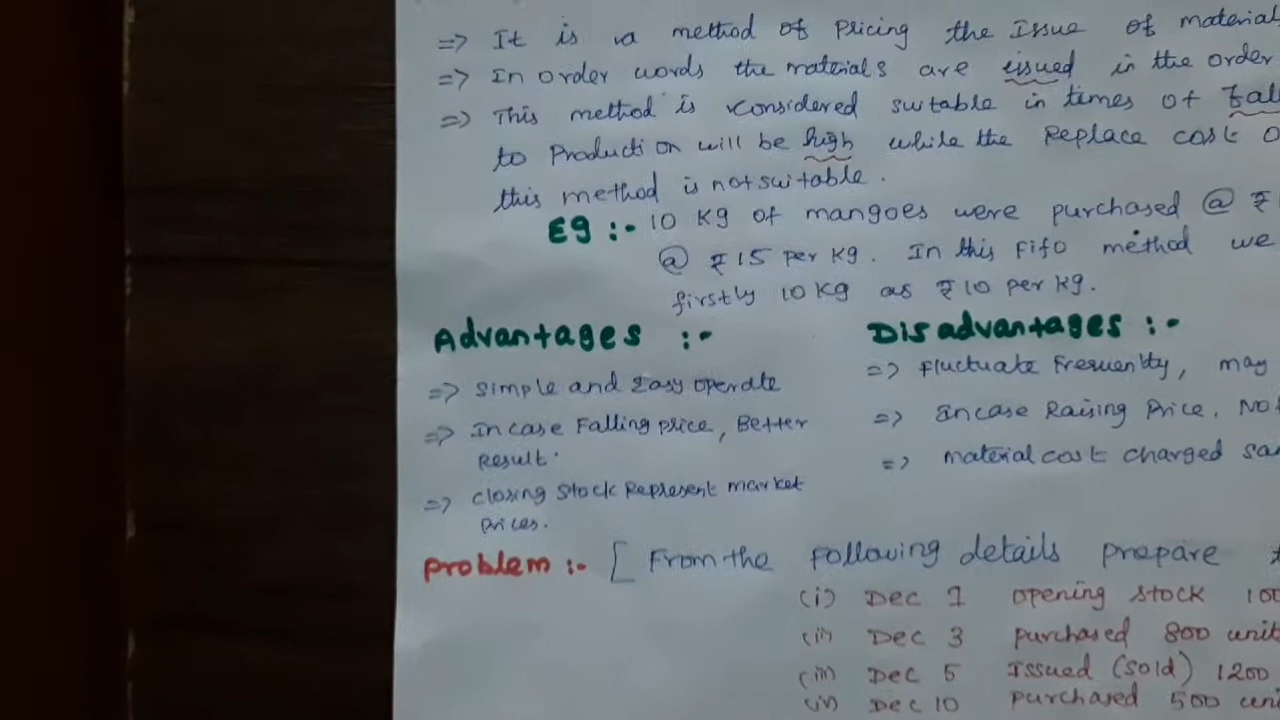 => It is a method of Pricing the Issue of material
=> In order words the materials are issued in the order
=> This method is considered suitable in times of
to Production will be high while the Replace cost
this method is not suitable.
Eg :- 10 Kg of mangoes were purchased @ ₹
@ ₹15 per Kg. In this Fifo method we
firstly 10 Kg as ₹10 per Kg.
Advantages :-
=> Simple and Easy operate
=> Incase Falling price, Better
Result.
=> Closing Stock Represent market
Prices.
Disadvantages :-
=> Fluctuate Frequently, may
=> Incase Raising Price,
=> material cost charged
Problem :- [ From the following details prepare
(i) Dec 1 opening stock
(ii) Dec 3 purchased 800
(iii) Dec 5 Issued (sold) 1200
(iv) Dec 10 purchased 500